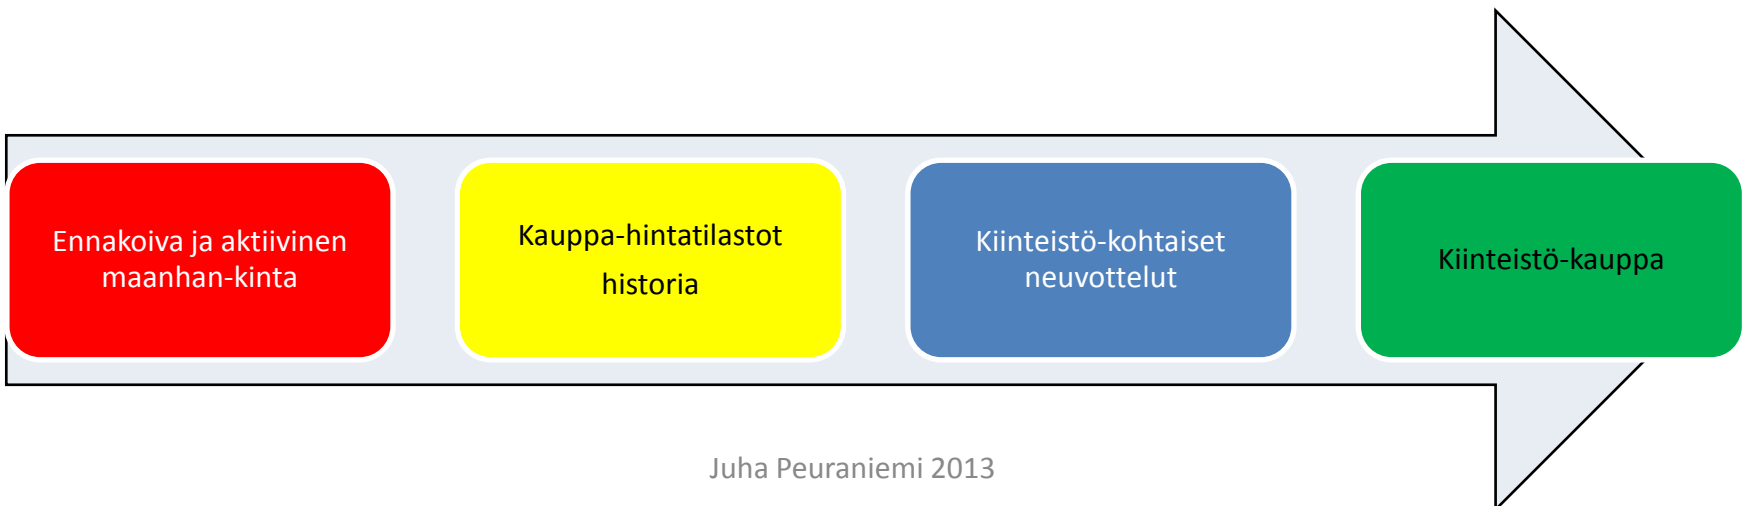 Ennakoiva ja aktiivinen
maanhan-kinta
Kauppa-hintatilastot
historia
Kiinteistö-kohtaiset
neuvottelut
Kiinteistö-kauppa
Juha Peuraniemi 2013